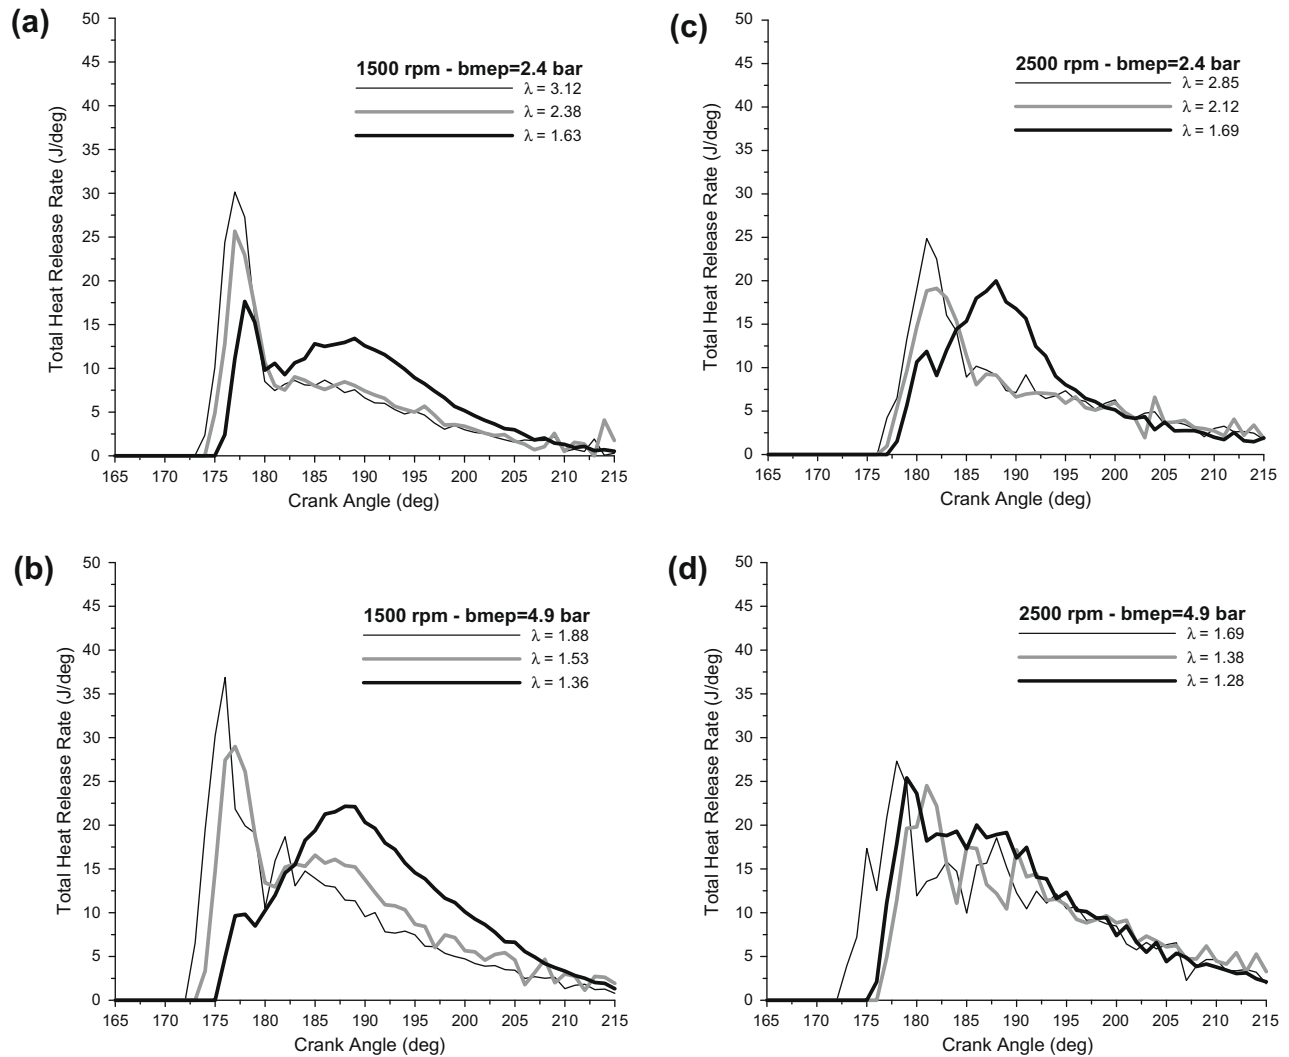 (a)
50
45
40
35
30
25
20
15
10
5
0
Total Heat Release Rate (J/deg)
1500 rpm - bmep=2.4 bar
λ = 3.12
λ = 2.38
λ = 1.63
165 170 175 180 185 190 195 200 205 210 215
Crank Angle (deg)
(c)
50
45
40
35
30
25
20
15
10
5
0
Total Heat Release Rate (J/deg)
2500 rpm - bmep=2.4 bar
λ = 2.85
λ = 2.12
λ = 1.69
165 170 175 180 185 190 195 200 205 210 215
Crank Angle (deg)
(b)
50
45
40
35
30
25
20
15
10
5
0
Total Heat Release Rate (J/deg)
1500 rpm - bmep=4.9 bar
λ = 1.88
λ = 1.53
λ = 1.36
165 170 175 180 185 190 195 200 205 210 215
Crank Angle (deg)
(d)
50
45
40
35
30
25
20
15
10
5
0
Total Heat Release Rate (J/deg)
2500 rpm - bmep=4.9 bar
λ = 1.69
λ = 1.38
λ = 1.28
165 170 175 180 185 190 195 200 205 210 215
Crank Angle (deg)